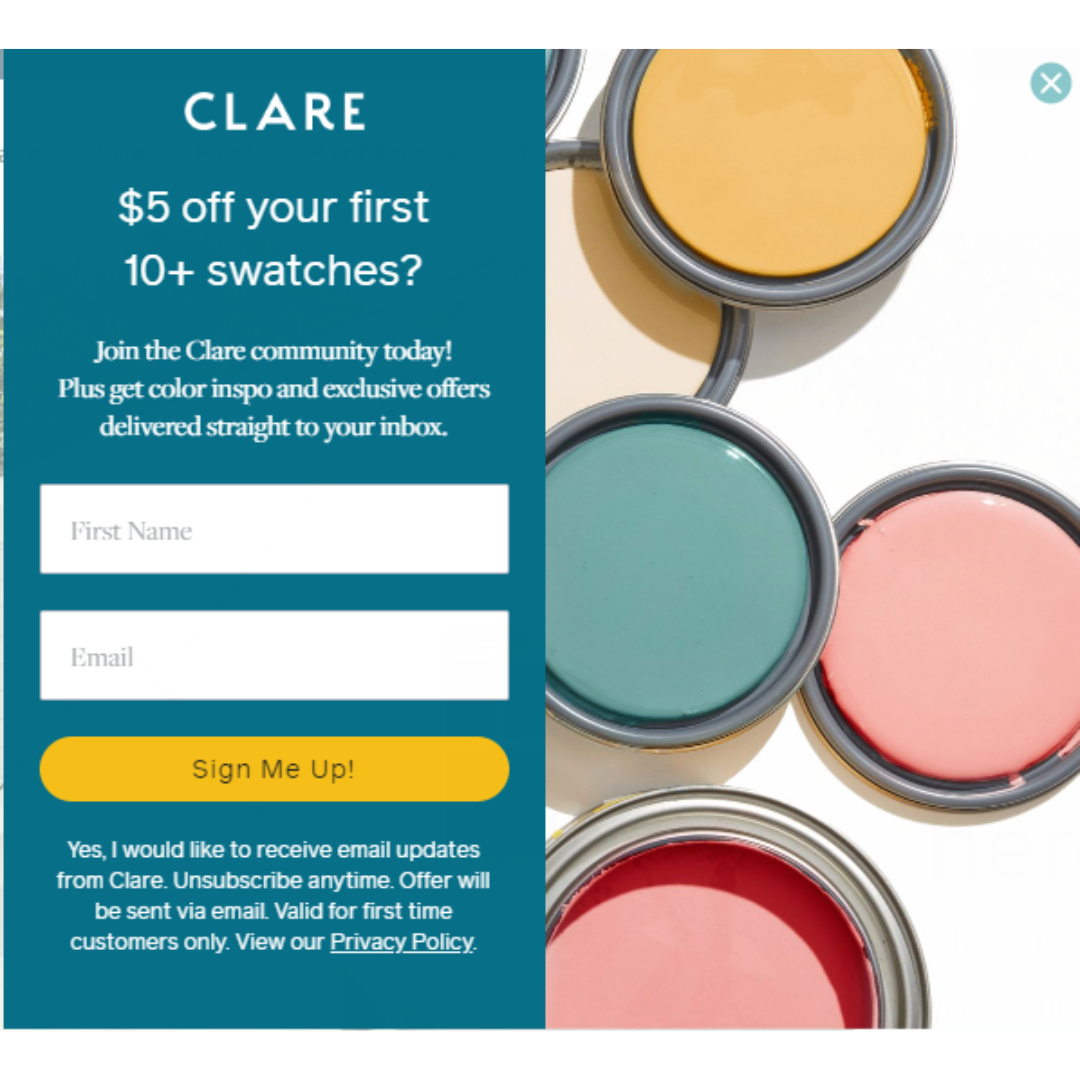 CLARE
$5 off your first
10+ swatches?
Join the Clare community today!
Plus get color inspo and exclusive offers
delivered straight to your inbox.
First Name
Email
Sign Me Up!
Yes, I would like to receive email updates
from Clare. Unsubscribe anytime. Offer will
be sent via email. Valid for first time
customers only. View our Privacy Policy.